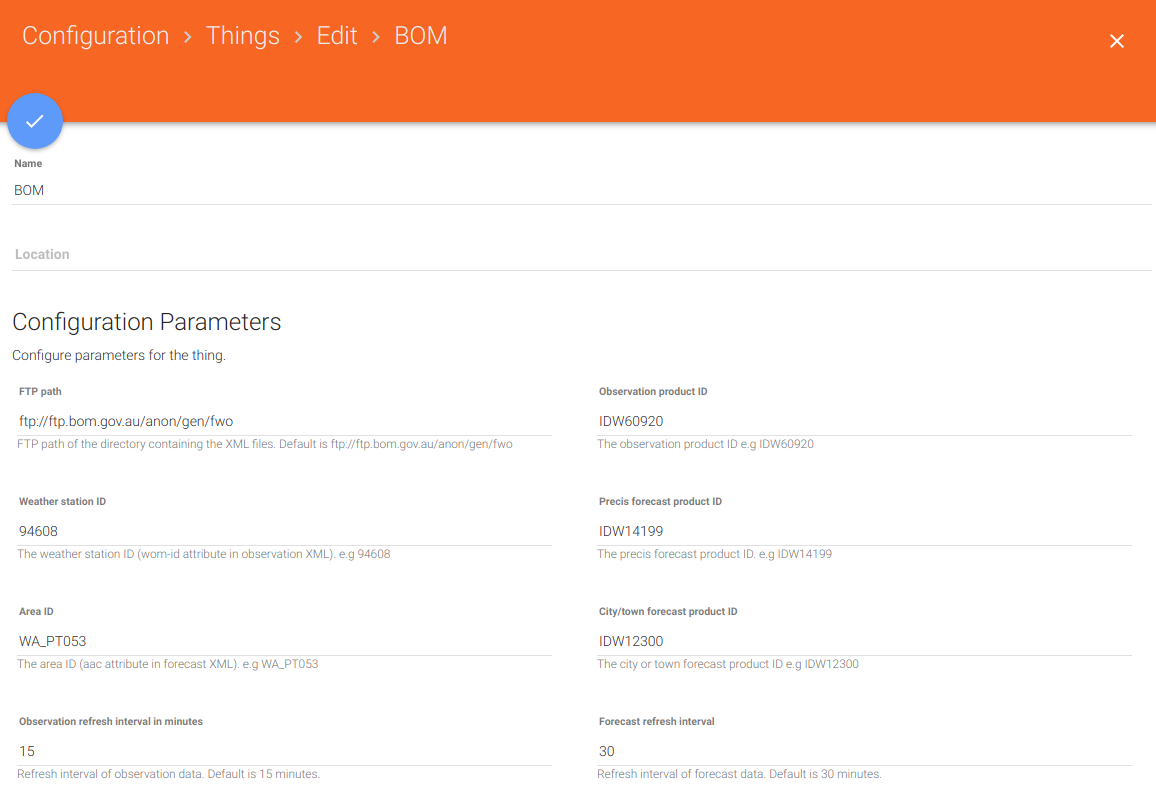 Configuration > Things > Edit > BOM
Name
BOM
Location
Configuration Parameters
Configure parameters for the thing.
FTP path
ftp://ftp.bom.gov.au/anon/gen/fwo
FTP path of the directory containing the XML files. Default is ftp://ftp.bom.gov.au/anon/gen/fwo
Observation product ID
IDW60920
The observation product ID e.g IDW60920
Weather station ID
94608
The weather station ID (wom-id attribute in observation XML). e.g 94608
Precis forecast product ID
IDW14199
The precis forecast product ID. e.g IDW14199
Area ID
WA_PT053
The area ID (aac attribute in forecast XML). e.g WA_PT053
City/town forecast product ID
IDW12300
The city or town forecast product ID e.g IDW12300
Observation refresh interval in minutes
15
Refresh interval of observation data. Default is 15 minutes.
Forecast refresh interval
30
Refresh interval of forecast data. Default is 30 minutes.